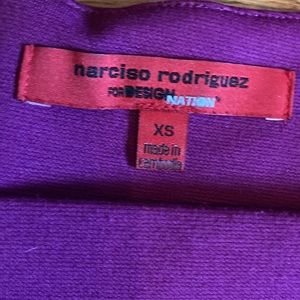 narciso rodriguez
FOR DESIGN
NATION
XS
made in
cambodia